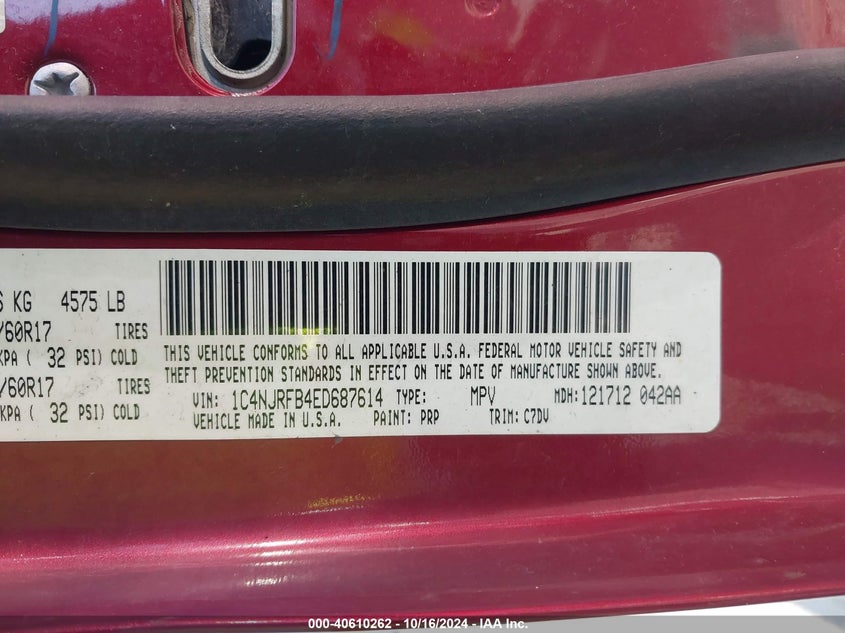 KG 4575 LB
/60R17 TIRES
KPA ( 32 PSI) COLD
/60R17 TIRES
KPA ( 32 PSI) COLD
THIS VEHICLE CONFORMS TO ALL APPLICABLE U.S.A. FEDERAL MOTOR VEHICLE SAFETY AND
THEFT PREVENTION STANDARDS IN EFFECT ON THE DATE OF MANUFACTURE SHOWN ABOVE.
VIN: 1C4NJRFB4ED687614 TYPE: MPV MDH:121712 042AA
VEHICLE MADE IN U.S.A. PAINT: PRP TRIM: C7DV
000-40610262 - 10/16/2024 - IAA Inc.